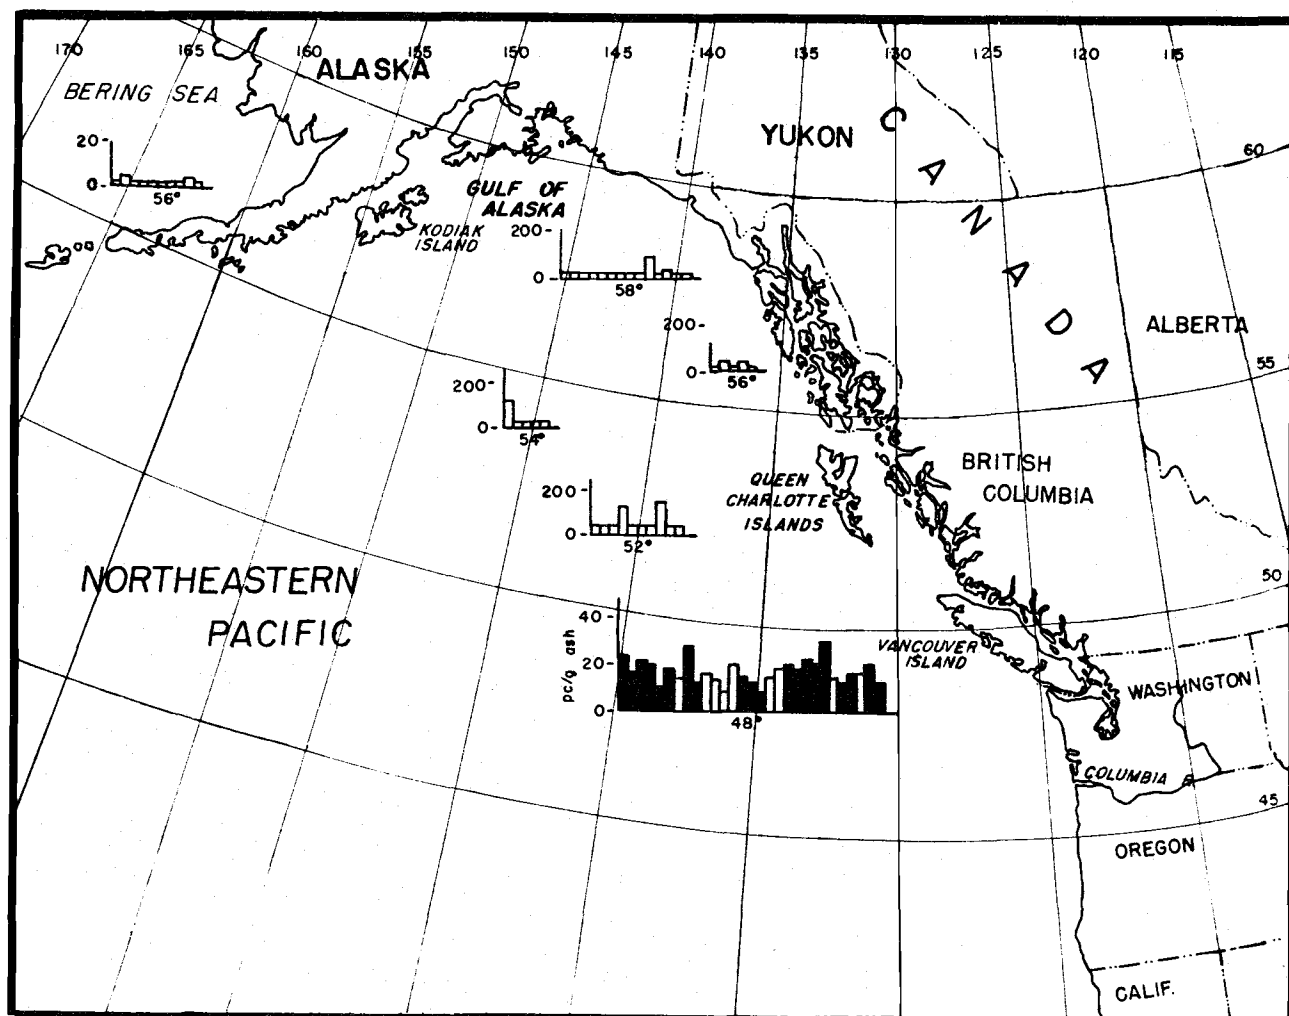 170 165 160 155 150 145 140 135 130 125 120 115
ALASKA
BERING SEA
YUKON
CANADA
20-
0-
56°
60
GULF OF
ALASKA
KODIAK
ISLAND
200-
0-
58°
200-
0-
56°
ALBERTA
55
200-
0-
54°
BRITISH
COLUMBIA
QUEEN
CHARLOTTE
ISLANDS
200-
0-
52°
NORTHEASTERN
PACIFIC
50
40-
20-
0-
pc/g ash
48°
VANCOUVER
ISLAND
WASHINGTON
COLUMBIA R
45
OREGON
CALIF.